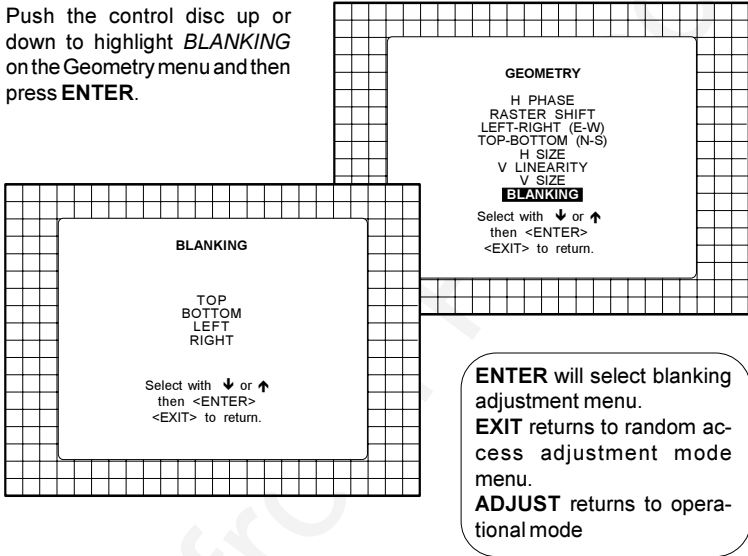 Push the control disc up or
down to highlight BLANKING
on the Geometry menu and then
press ENTER.
GEOMETRY
H PHASE
RASTER SHIFT
LEFT-RIGHT (E-W)
TOP-BOTTOM (N-S)
H SIZE
V LINEARITY
V SIZE
BLANKING
Select with ↓ or ↑
then <ENTER>
<EXIT> to return.
BLANKING
TOP
BOTTOM
LEFT
RIGHT
Select with ↓ or ↑
then <ENTER>
<EXIT> to return.
ENTER will select blanking
adjustment menu.
EXIT returns to random ac-
cess adjustment mode
menu.
ADJUST returns to opera-
tional mode